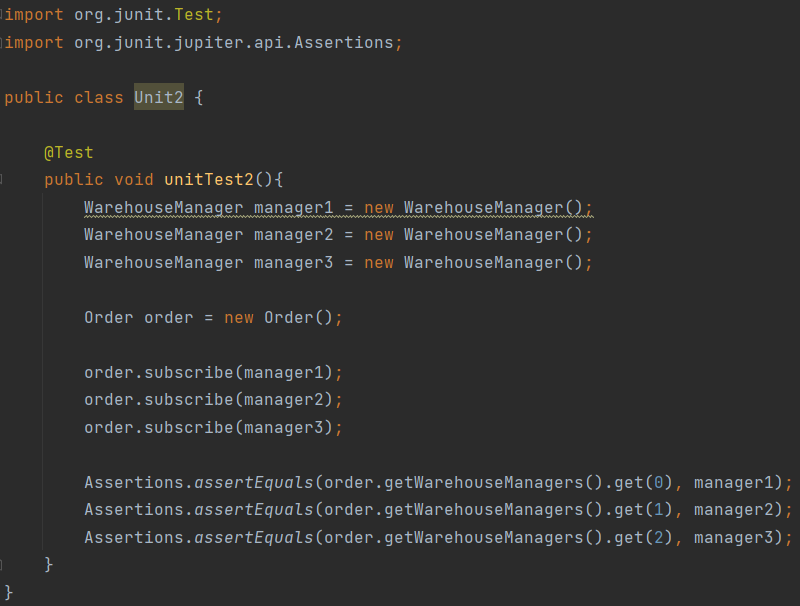 import org.junit.Test;
import org.junit.jupiter.api.Assertions;
public class Unit2 {
@Test
public void unitTest2(){
WarehouseManager manager1 = new WarehouseManager();
WarehouseManager manager2 = new WarehouseManager();
WarehouseManager manager3 = new WarehouseManager();
Order order = new Order();
order.subscribe(manager1);
order.subscribe(manager2);
order.subscribe(manager3);
Assertions.assertEquals(order.getWarehouseManagers().get(0), manager1);
Assertions.assertEquals(order.getWarehouseManagers().get(1), manager2);
Assertions.assertEquals(order.getWarehouseManagers().get(2), manager3);
}
}